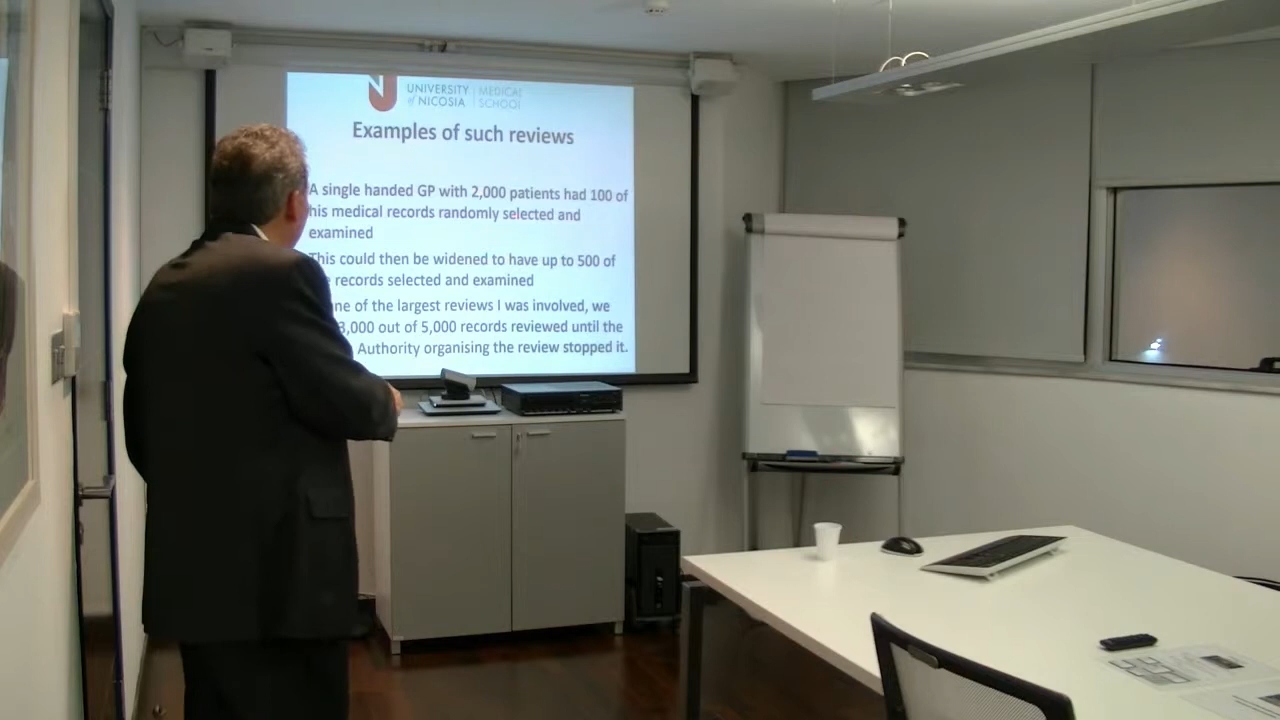 UNIVERSITY
of NICOSIA
MEDICAL
SCHOOL
Examples of such reviews
A single handed GP with 2,000 patients had 100 of
his medical records randomly selected and
examined
This could then be widened to have up to 500 of
records selected and examined
one of the largest reviews I was involved, we
3,000 out of 5,000 records reviewed until the
Authority organising the review stopped it.